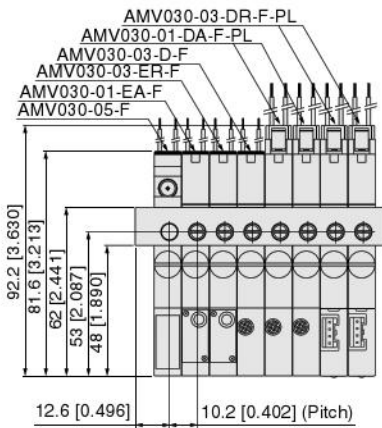 AMV030-03-DR-F-PL
AMV030-01-DA-F-PL
AMV030-03-D-F
AMV030-03-ER-F
AMV030-01-EA-F
AMV030-05-F
92.2 [3.630]
81.6 [3.213]
62 [2.441]
53 [2.087]
48 [1.890]
12.6 [0.496]
10.2 [0.402] (Pitch)